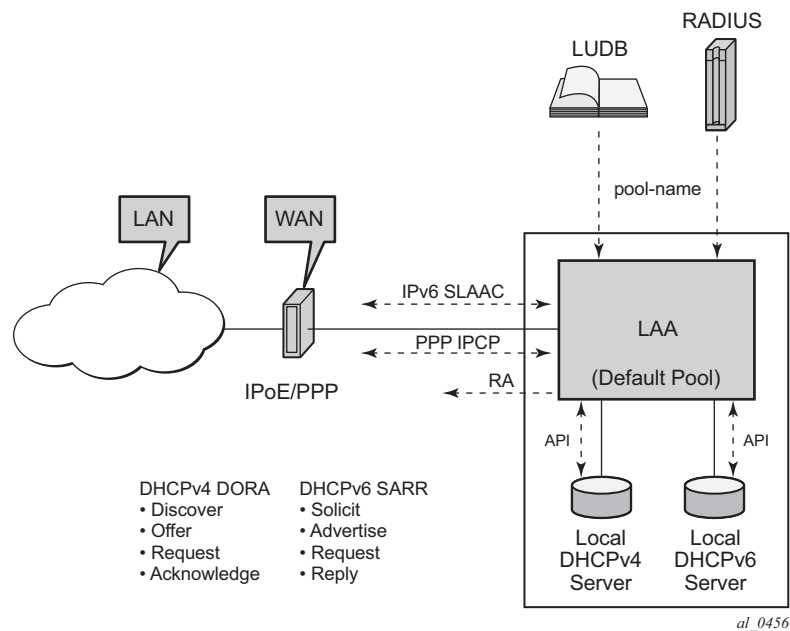 RADIUS
LUDB
pool-name
LAN
WAN
IPv6 SLAAC
LAA
PPP IPCP
(Default Pool)
RA
IPoE/PPP
API
API
DHCPv4 DORA
• Discover
• Offer
• Request
• Acknowledge
DHCPv6 SARR
• Solicit
• Advertise
• Request
• Reply
Local
DHCPv4
Server
Local
DHCPv6
Server
al_0456